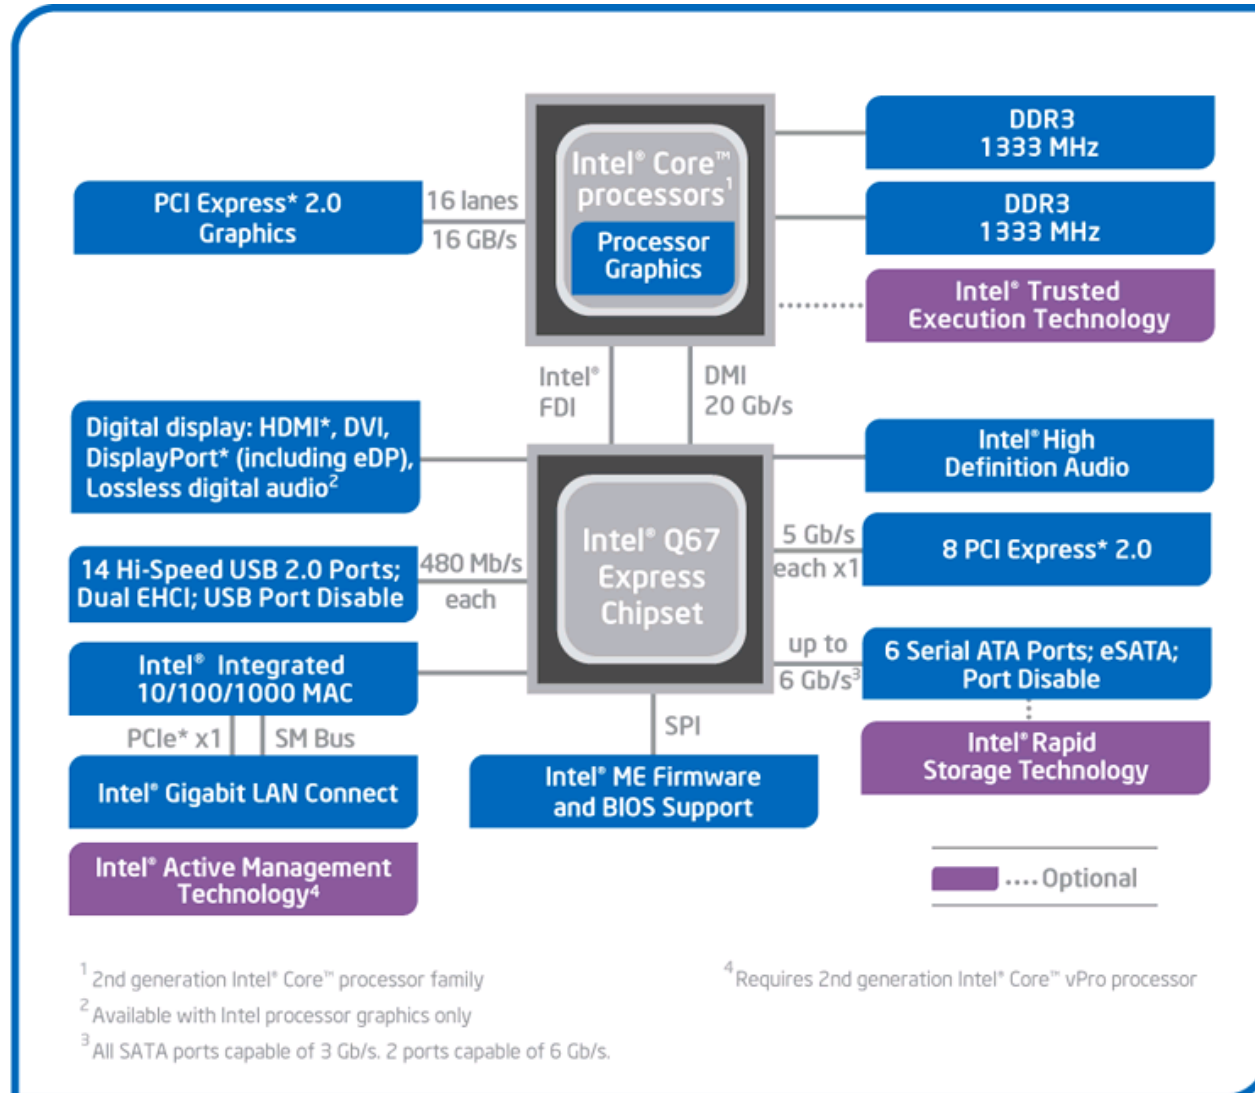 Intel® Core™
processors¹
Processor
Graphics
PCI Express* 2.0
Graphics
16 lanes
16 GB/s
DDR3
1333 MHz
DDR3
1333 MHz
Intel® Trusted
Execution Technology
Intel®
FDI
DMI
20 Gb/s
Digital display: HDMI*, DVI,
DisplayPort* (including eDP),
Lossless digital audio²
Intel® High
Definition Audio
Intel® Q67
Express
Chipset
5 Gb/s
each x1
8 PCI Express* 2.0
14 Hi-Speed USB 2.0 Ports;
Dual EHCI; USB Port Disable
480 Mb/s
each
up to
6 Gb/s³
6 Serial ATA Ports; eSATA;
Port Disable
Intel® Integrated
10/100/1000 MAC
PCIe* x1
SM Bus
SPI
Intel® Rapid
Storage Technology
Intel® Gigabit LAN Connect
Intel® ME Firmware
and BIOS Support
Intel® Active Management
Technology⁴
Optional
¹ 2nd generation Intel® Core™ processor family
² Available with Intel processor graphics only
³ All SATA ports capable of 3 Gb/s. 2 ports capable of 6 Gb/s.
⁴ Requires 2nd generation Intel® Core™ vPro processor